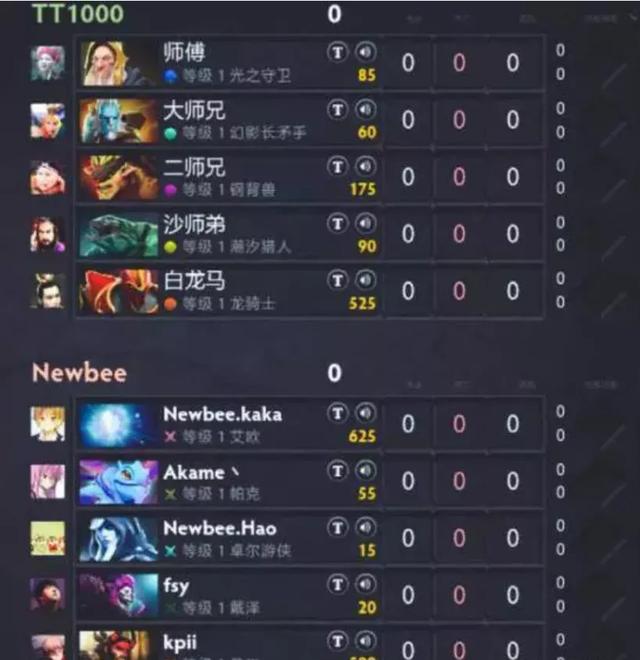 TT1000 0
师傅 T 0 0 0 0
等级 1 光之守卫 85 0
大师兄 T 0 0 0 0
等级 1 幻影长矛手 60 0
二师兄 T 0 0 0 0
等级 1 钢背兽 175 0
沙师弟 T 0 0 0 0
等级 1 潮汐猎人 90 0
白龙马 T 0 0 0 0
等级 1 龙骑士 525 0
Newbee 0
Newbee.kaka T 0 0 0 0
等级 1 艾欧 625 0
Akame丶 T 0 0 0 0
等级 1 帕克 55 0
Newbee.Hao T 0 0 0 0
等级 1 卓尔游侠 15 0
fsy T 0 0 0 0
等级 1 戴泽 20 0
kpii T 0 0 0 0